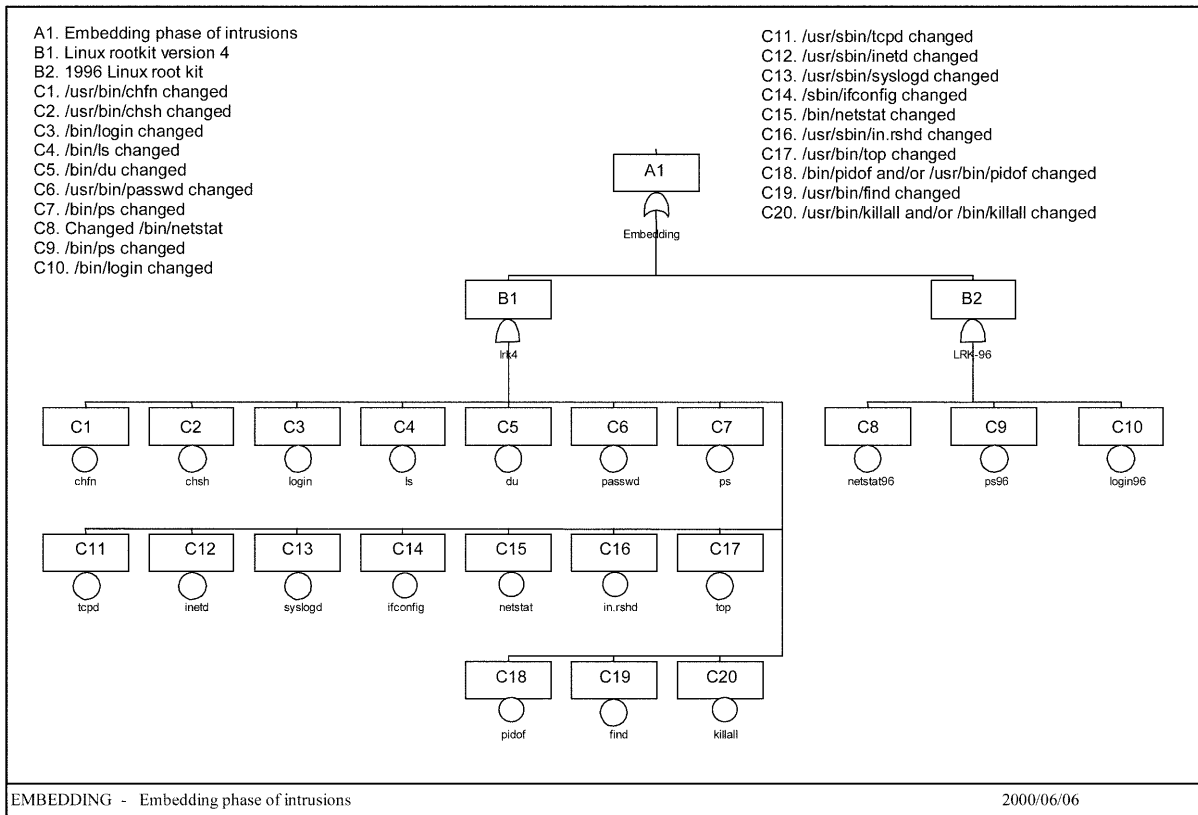 A1. Embedding phase of intrusions
B1. Linux rootkit version 4
B2. 1996 Linux root kit
C1. /usr/bin/chfn changed
C2. /usr/bin/chsh changed
C3. /bin/login changed
C4. /bin/ls changed
C5. /bin/du changed
C6. /usr/bin/passwd changed
C7. /bin/ps changed
C8. Changed /bin/netstat
C9. /bin/ps changed
C10. /bin/login changed
C11. /usr/sbin/tcpd changed
C12. /usr/sbin/inetd changed
C13. /usr/sbin/syslogd changed
C14. /sbin/ifconfig changed
C15. /bin/netstat changed
C16. /usr/sbin/in.rshd changed
C17. /usr/bin/top changed
C18. /bin/pidof and/or /usr/bin/pidof changed
C19. /usr/bin/find changed
C20. /usr/bin/killall and/or /bin/killall changed
A1
Embedding
B1
B2
lrk4
LRK-96
C1 C2 C3 C4 C5 C6 C7 C8 C9 C10
chfn chsh login ls du passwd ps netstat96 ps96 login96
C11 C12 C13 C14 C15 C16 C17
tcpd inetd syslogd ifconfig netstat in.rshd top
C18 C19 C20
pidof find killall
EMBEDDING - Embedding phase of intrusions 2000/06/06